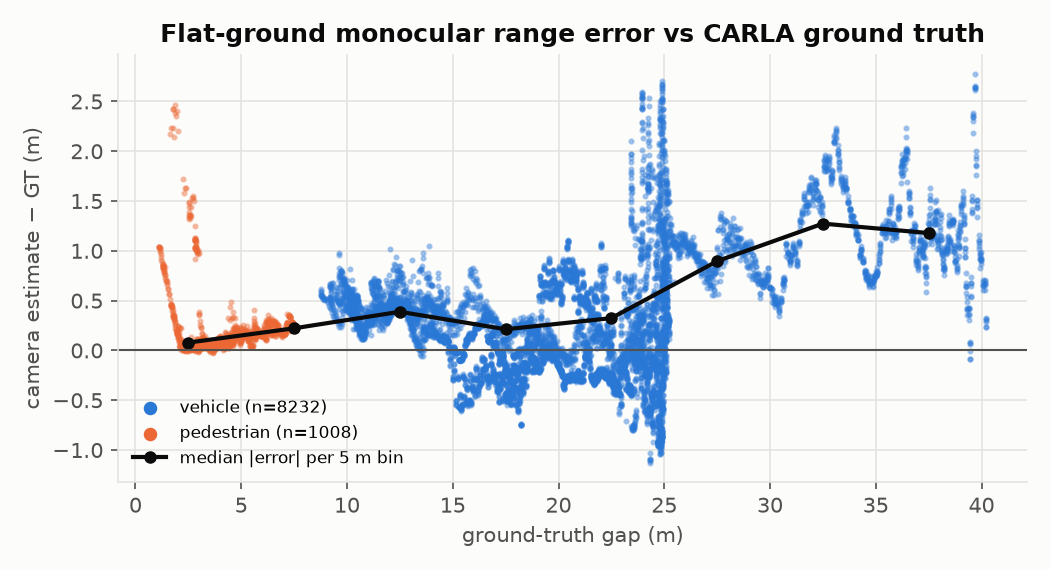 Flat-ground monocular range error vs CARLA ground truth
camera estimate − GT (m)
2.5
2.0
1.5
1.0
0.5
0.0
−0.5
−1.0
vehicle (n=8232)
pedestrian (n=1008)
median |error| per 5 m bin
0 5 10 15 20 25 30 35 40
ground-truth gap (m)